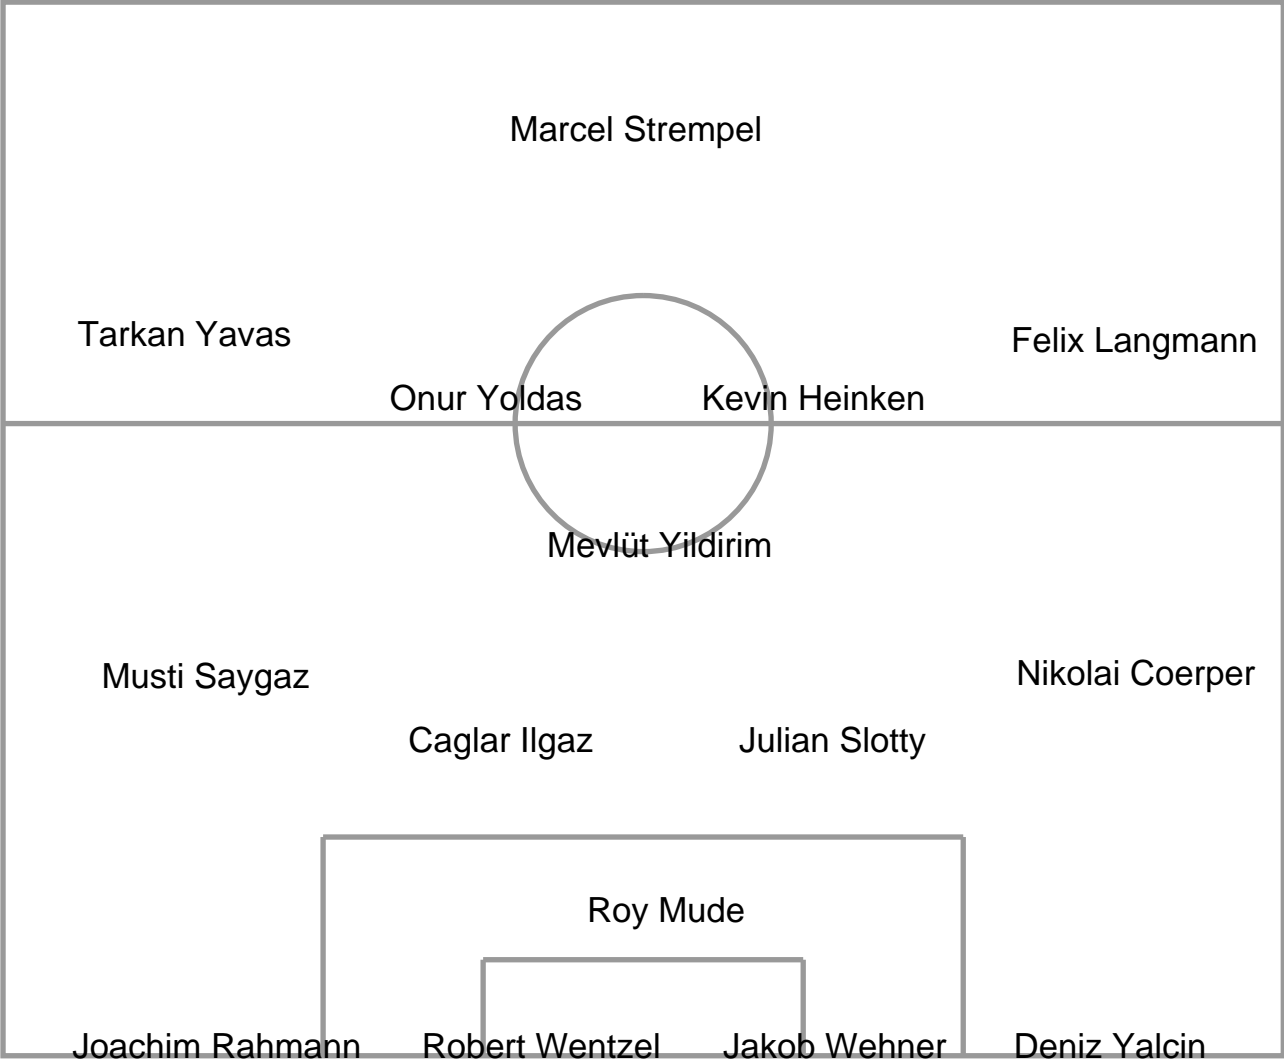 Marcel Strempel
Tarkan Yavas
Felix Langmann
Onur Yoldas
Kevin Heinken
Mevlüt Yildirim
Musti Saygaz
Nikolai Coerper
Caglar Ilgaz
Julian Slotty
Roy Mude
Joachim Rahmann
Robert Wentzel
Jakob Wehner
Deniz Yalcin